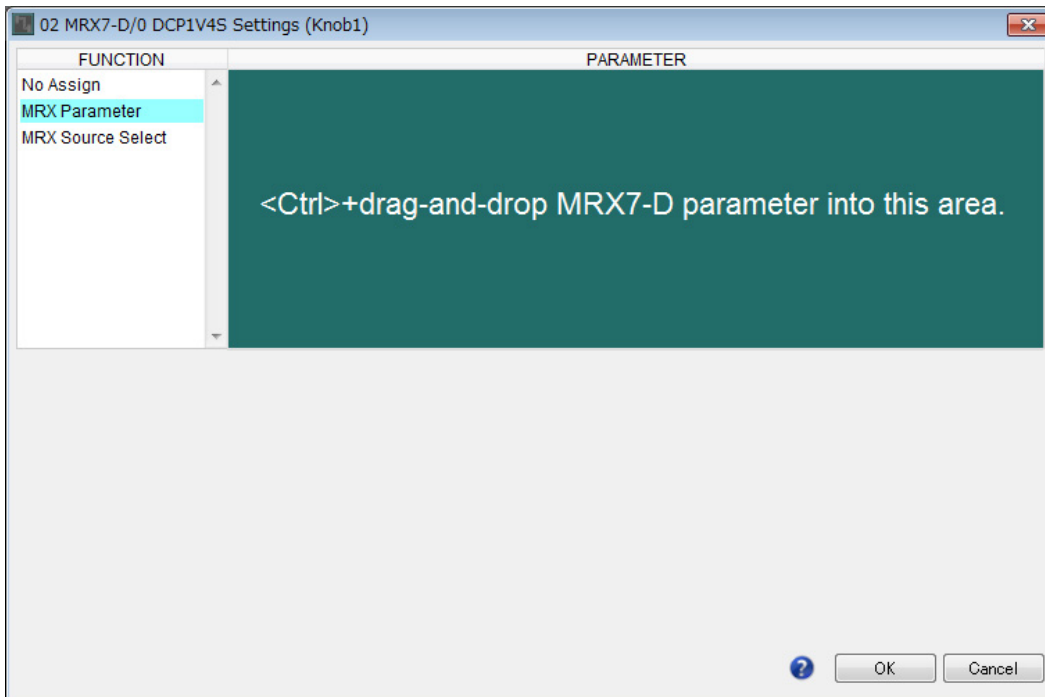 02 MRX7-D/0 DCP1V4S Settings (Knob1)
FUNCTION
PARAMETER
No Assign
MRX Parameter
MRX Source Select
<Ctrl>+drag-and-drop MRX7-D parameter into this area.
?
OK
Cancel